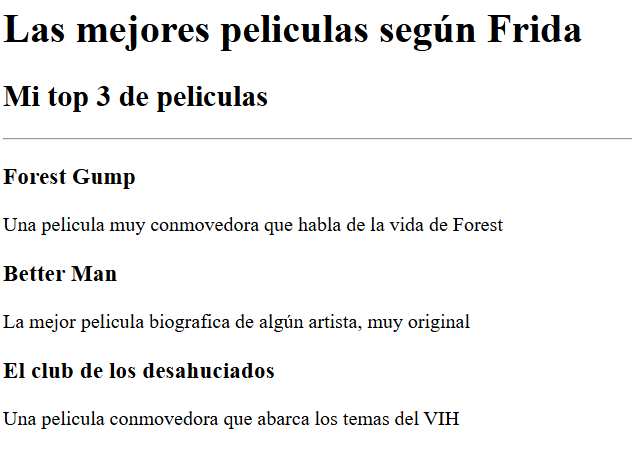 Las mejores peliculas según Frida
Mi top 3 de peliculas
Forest Gump
Una pelicula muy conmovedora que habla de la vida de Forest
Better Man
La mejor pelicula biografica de algún artista, muy original
El club de los desahuciados
Una pelicula conmovedora que abarca los temas del VIH